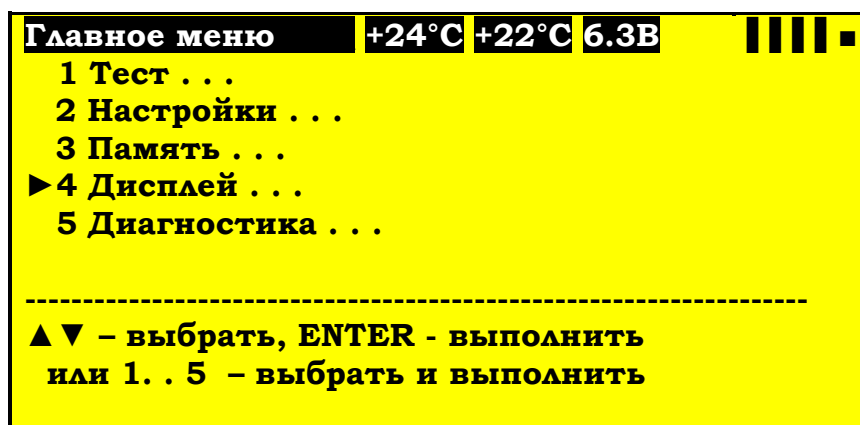 Главное меню +24°C +22°C 6.3В
1 Тест . . .
2 Настройки . . .
3 Память . . .
►4 Дисплей . . .
5 Диагностика . . .
--------------------------------------------------------------------
▲▼ – выбрать, ENTER - выполнить
или 1. . 5 – выбрать и выполнить